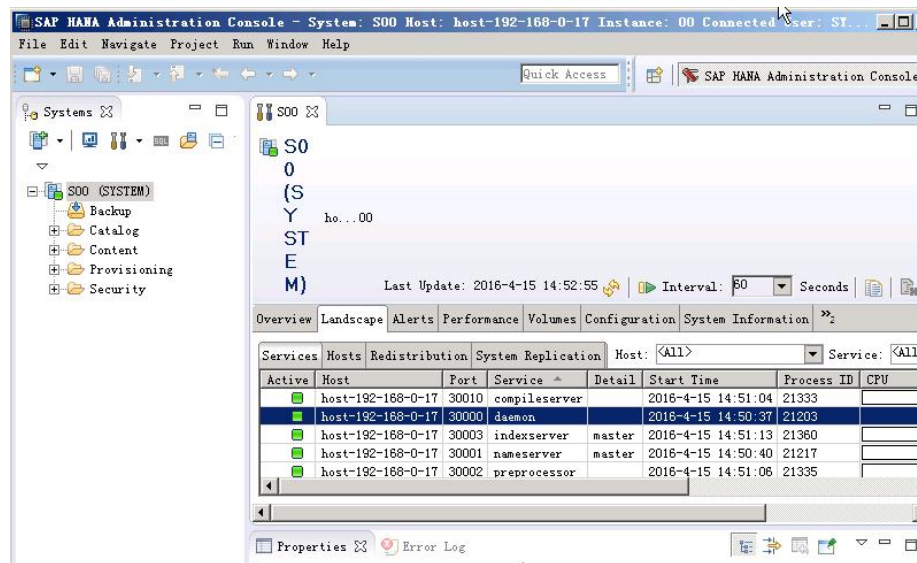 SAP HANA Administration Console - System: S00 Host: host-192-168-0-17 Instance: 00 Connected User: SY...
File Edit Navigate Project Run Window Help
Quick Access
SAP HANA Administration Console
Systems
S00
SQL
S00 (SYSTEM)
Backup
Catalog
Content
Provisioning
Security
S0
0
(S
Y
ST
E
M)
ho...00
Last Update: 2016-4-15 14:52:55
Interval: 60 Seconds
Overview Landscape Alerts Performance Volumes Configuration System Information »2
Services Hosts Redistribution System Replication Host: <All> Service: <All
Active Host Port Service Detail Start Time Process ID CPU
host-192-168-0-17 30010 compileserver 2016-4-15 14:51:04 21333
host-192-168-0-17 30000 daemon 2016-4-15 14:50:37 21203
host-192-168-0-17 30003 indexserver master 2016-4-15 14:51:13 21360
host-192-168-0-17 30001 nameserver master 2016-4-15 14:50:40 21217
host-192-168-0-17 30002 preprocessor 2016-4-15 14:51:06 21335
Properties Error Log